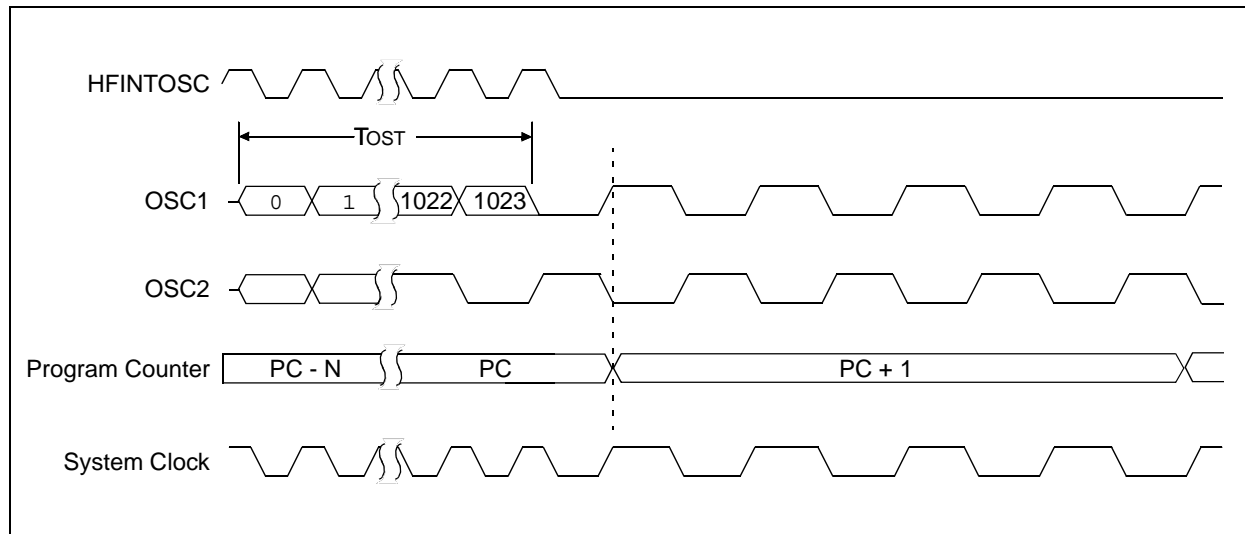 HFINTOSC
TOST
OSC1
0 1 1022 1023
OSC2
Program Counter
PC - N PC PC + 1
System Clock